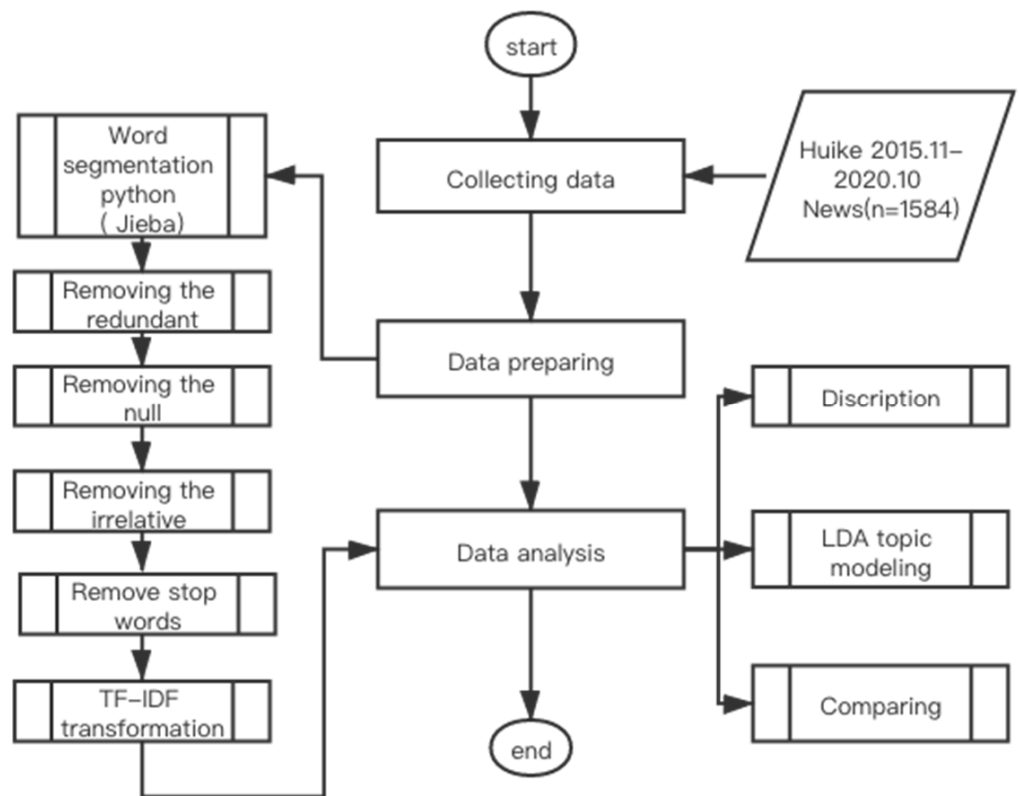 start
Collecting data
Huike 2015.11–
2020.10
News(n=1584)
Word
segmentation
python
( Jieba)
Removing the
redundant
Removing the
null
Removing the
irrelative
Remove stop
words
TF–IDF
transformation
Data preparing
Data analysis
Discription
LDA topic
modeling
Comparing
end